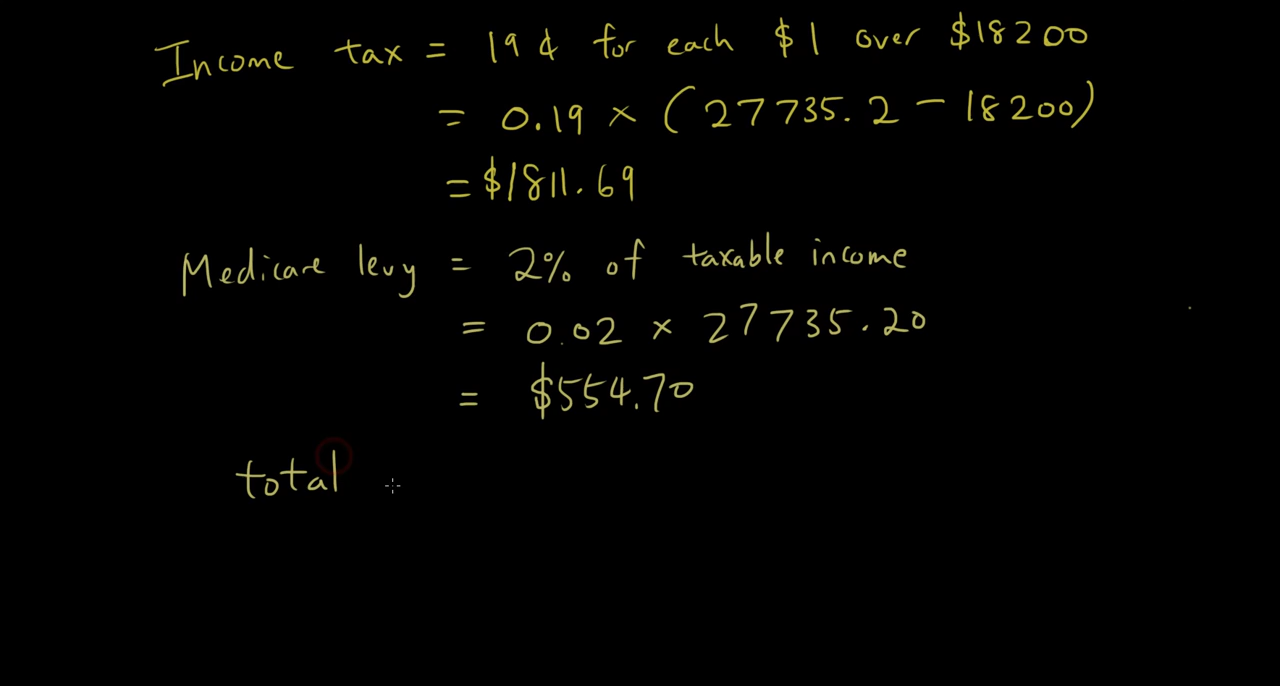 Income tax = 19¢ for each $1 over $18200
= 0.19 × (27735.2 - 18200)
= $1811.69
Medicare levy = 2% of taxable income
= 0.02 × 27735.20
= $554.70
total